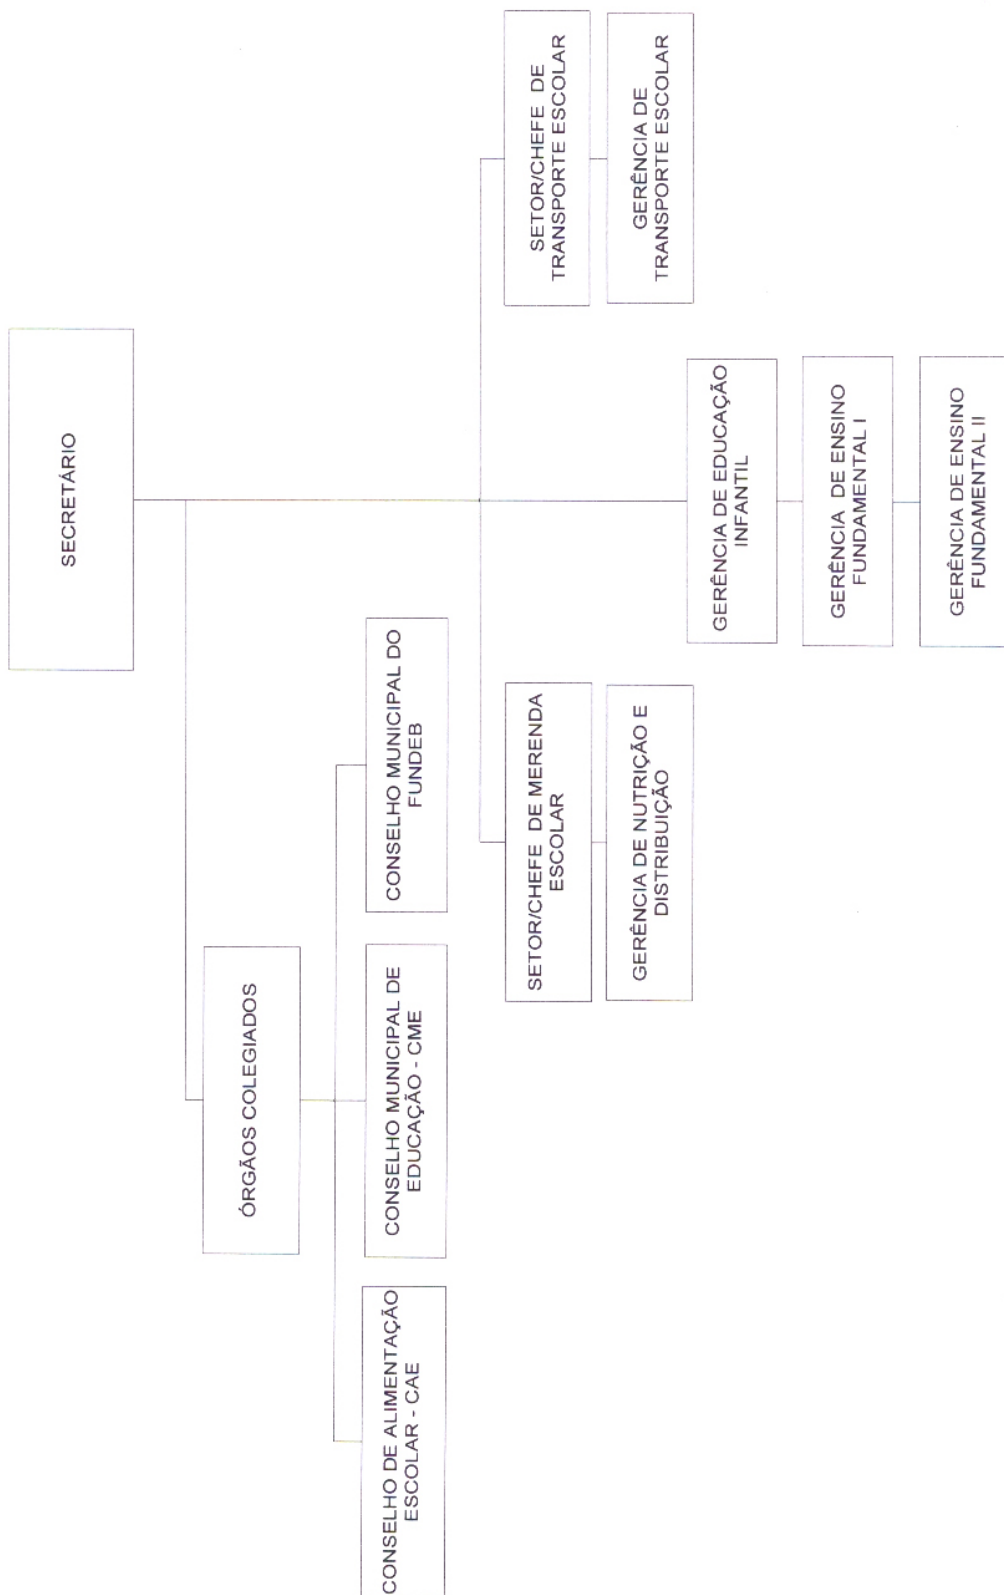 SECRETÁRIO
ÓRGÃOS COLEGIADOS
CONSELHO DE ALIMENTAÇÃO
ESCOLAR - CAE
CONSELHO MUNICIPAL DE
EDUCAÇÃO - CME
CONSELHO MUNICIPAL DO
FUNDEB
SETOR/CHEFE DE MERENDA
ESCOLAR
GERÊNCIA DE NUTRIÇÃO E
DISTRIBUIÇÃO
GERÊNCIA DE EDUCAÇÃO
INFANTIL
GERÊNCIA DE ENSINO
FUNDAMENTAL I
GERÊNCIA DE ENSINO
FUNDAMENTAL II
SETOR/CHEFE DE
TRANSPORTE ESCOLAR
GERÊNCIA DE
TRANSPORTE ESCOLAR